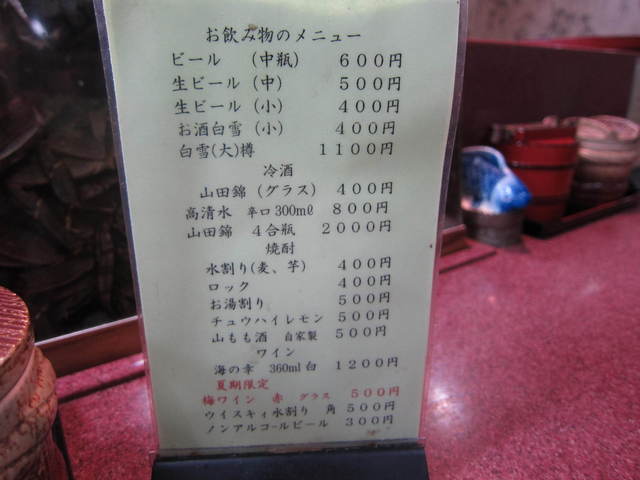 お飲み物のメニュー
ビール （中瓶） ６００円
生ビール（中） ５００円
生ビール（小） ４００円
お酒白雪（小） ４００円
白雪(大)樽 １１００円
冷酒
山田錦（グラス） ４００円
高清水 辛口300mℓ ８００円
山田錦 ４合瓶 ２０００円
焼酎
水割り(麦、芋) ４００円
ロック ４００円
お湯割り ５００円
チュウハイレモン ５００円
山もも酒 自家製 ５００円
ワイン
海の幸 360ml 白 １２００円
夏期限定
梅ワイン 赤 グラス ５００円
ウイスキィ水割り 角 ５００円
ノンアルコールビール ３００円